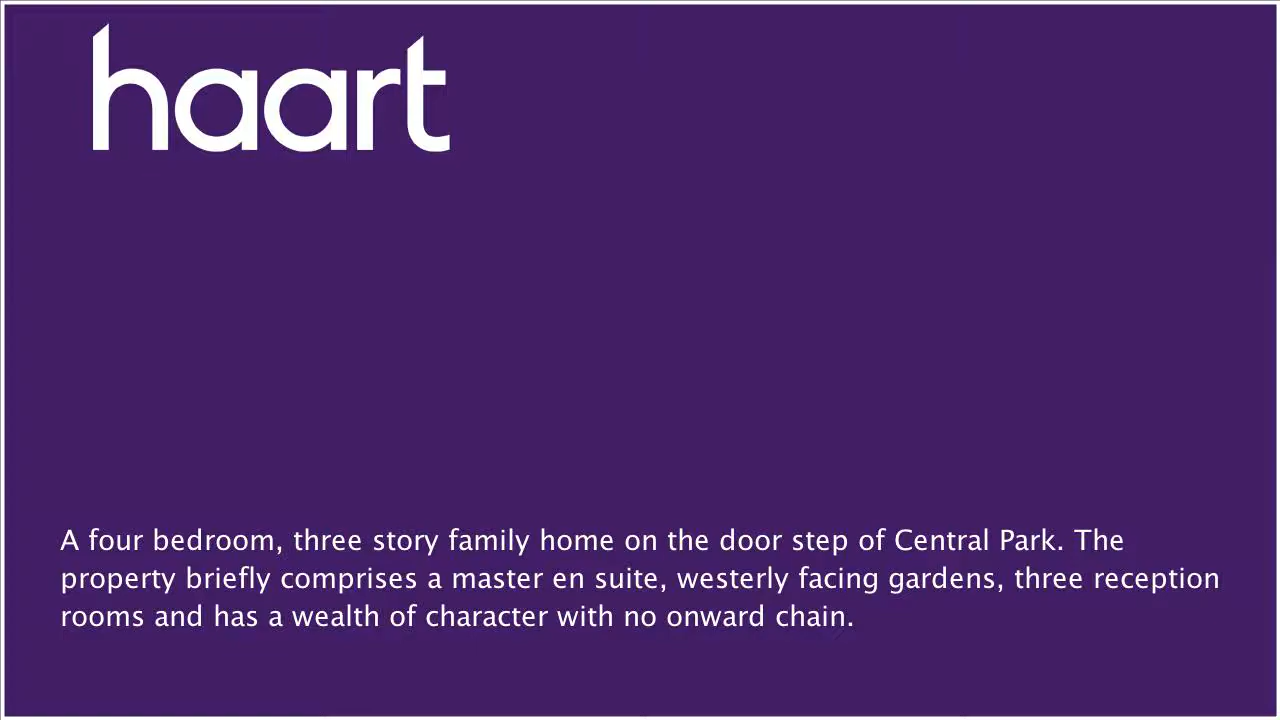 haart
A four bedroom, three story family home on the door step of Central Park. The
property briefly comprises a master en suite, westerly facing gardens, three reception
rooms and has a wealth of character with no onward chain.